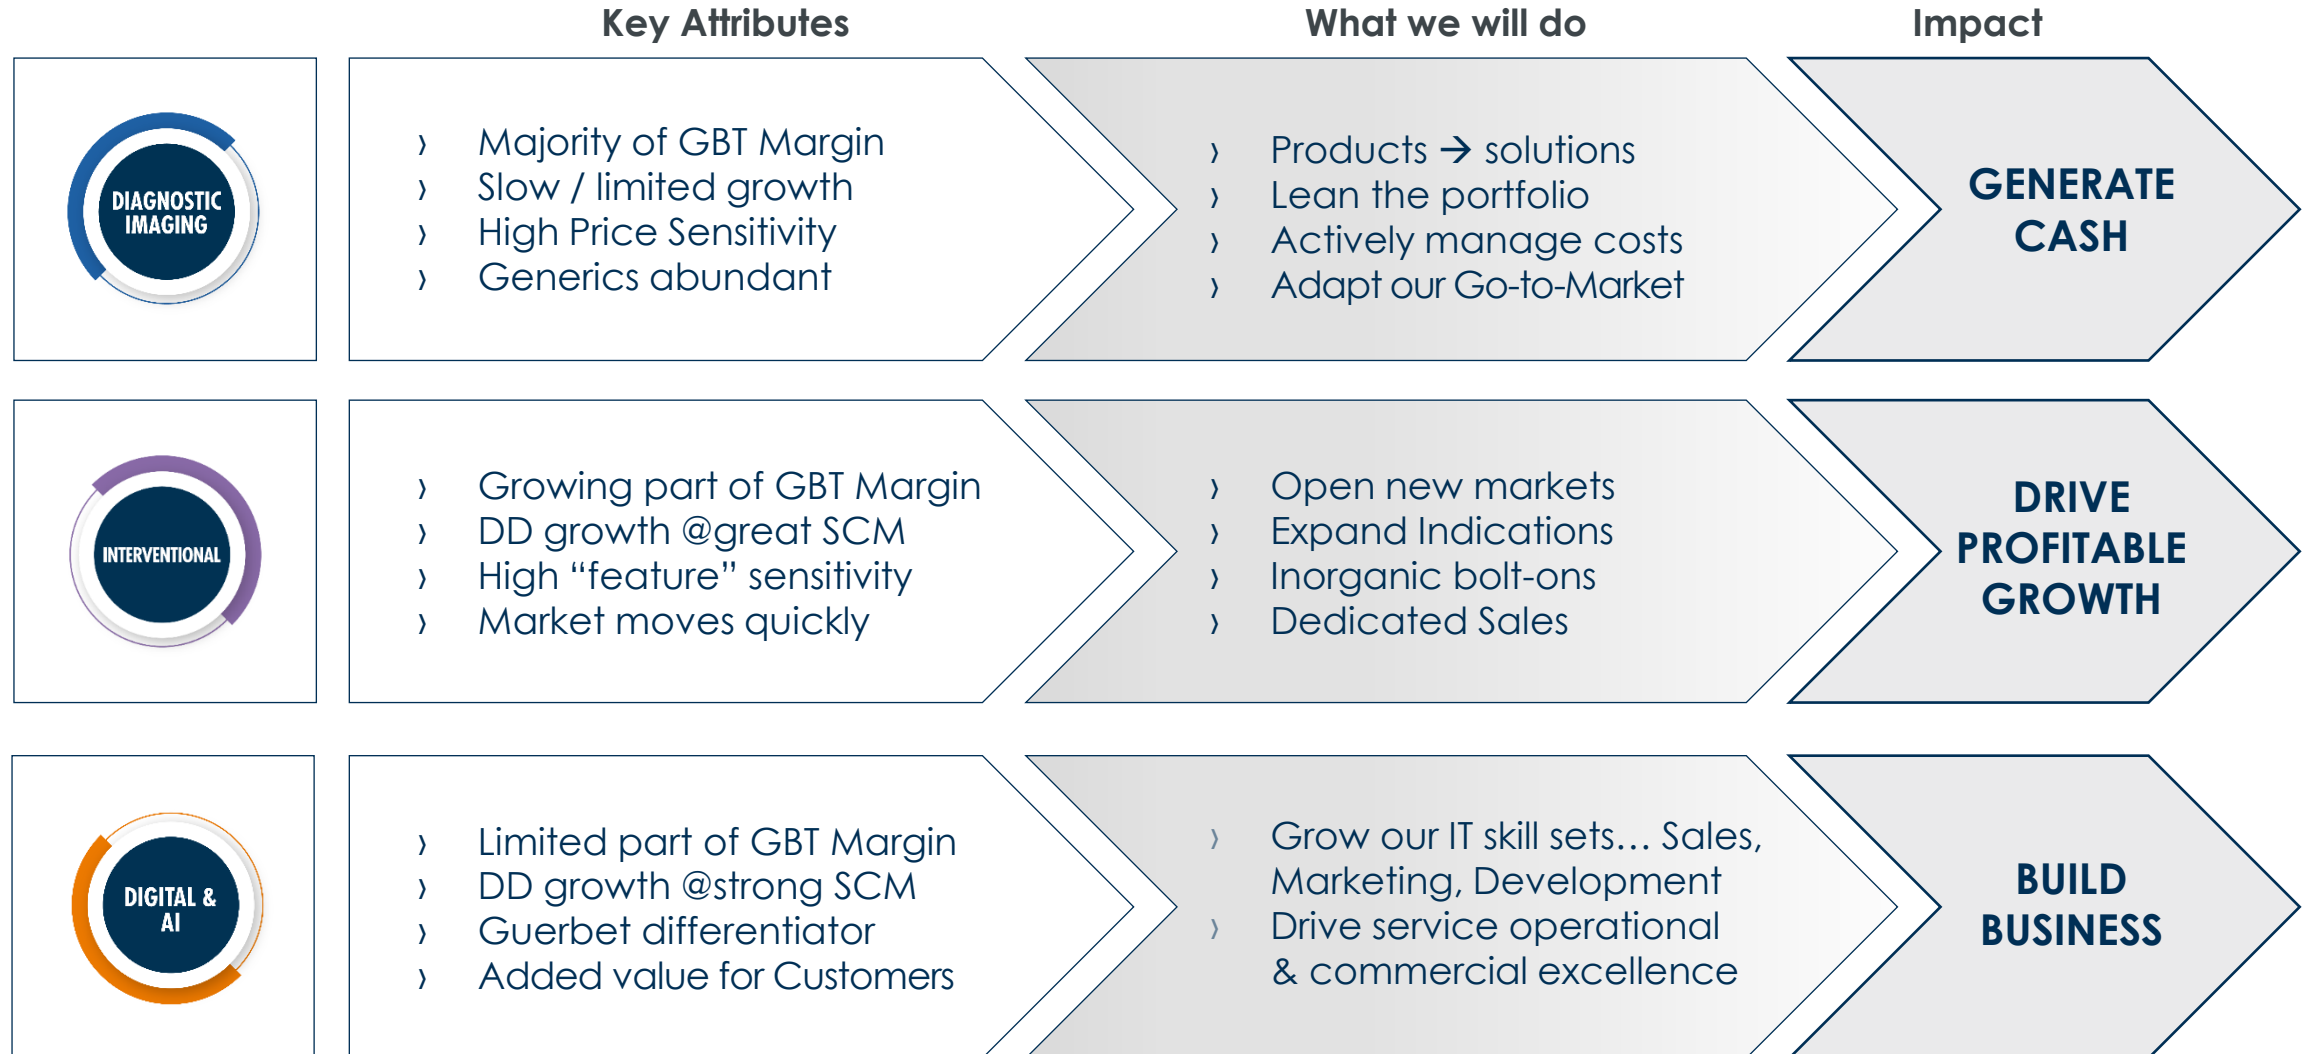 Key Attributes
What we will do
Impact
DIAGNOSTIC
IMAGING
› Majority of GBT Margin
› Slow / limited growth
› High Price Sensitivity
› Generics abundant
› Products → solutions
› Lean the portfolio
› Actively manage costs
› Adapt our Go-to-Market
GENERATE
CASH
INTERVENTIONAL
› Growing part of GBT Margin
› DD growth @great SCM
› High “feature” sensitivity
› Market moves quickly
› Open new markets
› Expand Indications
› Inorganic bolt-ons
› Dedicated Sales
DRIVE
PROFITABLE
GROWTH
DIGITAL &
AI
› Limited part of GBT Margin
› DD growth @strong SCM
› Guerbet differentiator
› Added value for Customers
› Grow our IT skill sets… Sales,
Marketing, Development
› Drive service operational
& commercial excellence
BUILD
BUSINESS